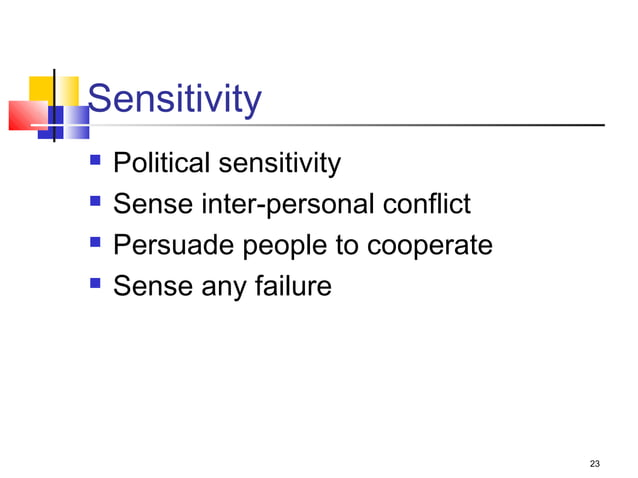 Sensitivity
Political sensitivity
Sense inter-personal conflict
Persuade people to cooperate
Sense any failure
23